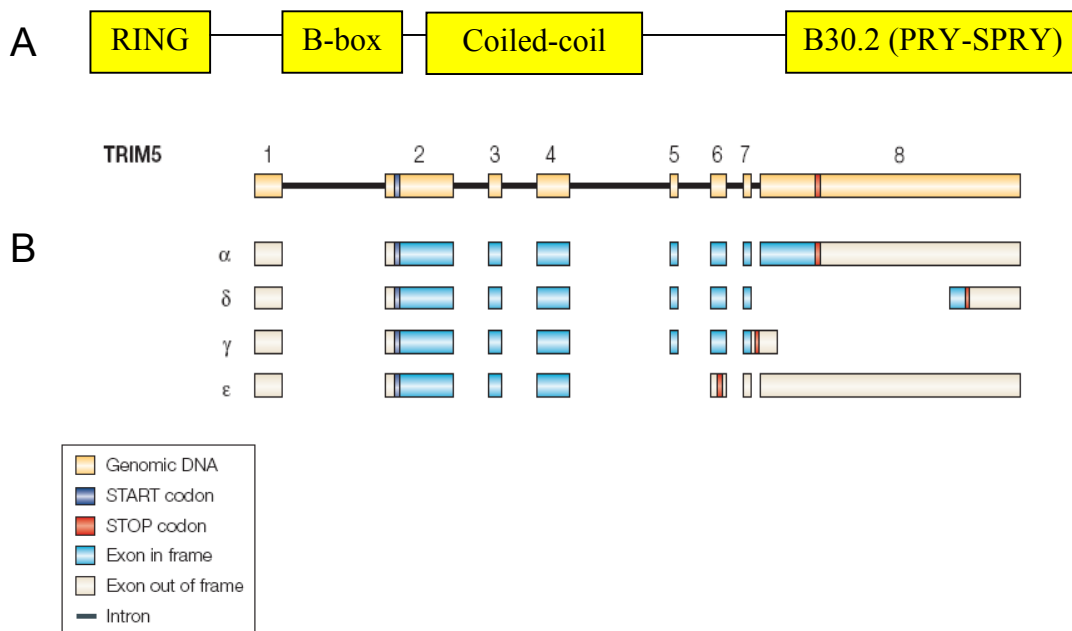 A RING B-box Coiled-coil B30.2 (PRY-SPRY)
TRIM5 1 2 3 4 5 6 7 8
B
α
δ
γ
ε
Genomic DNA
START codon
STOP codon
Exon in frame
Exon out of frame
Intron